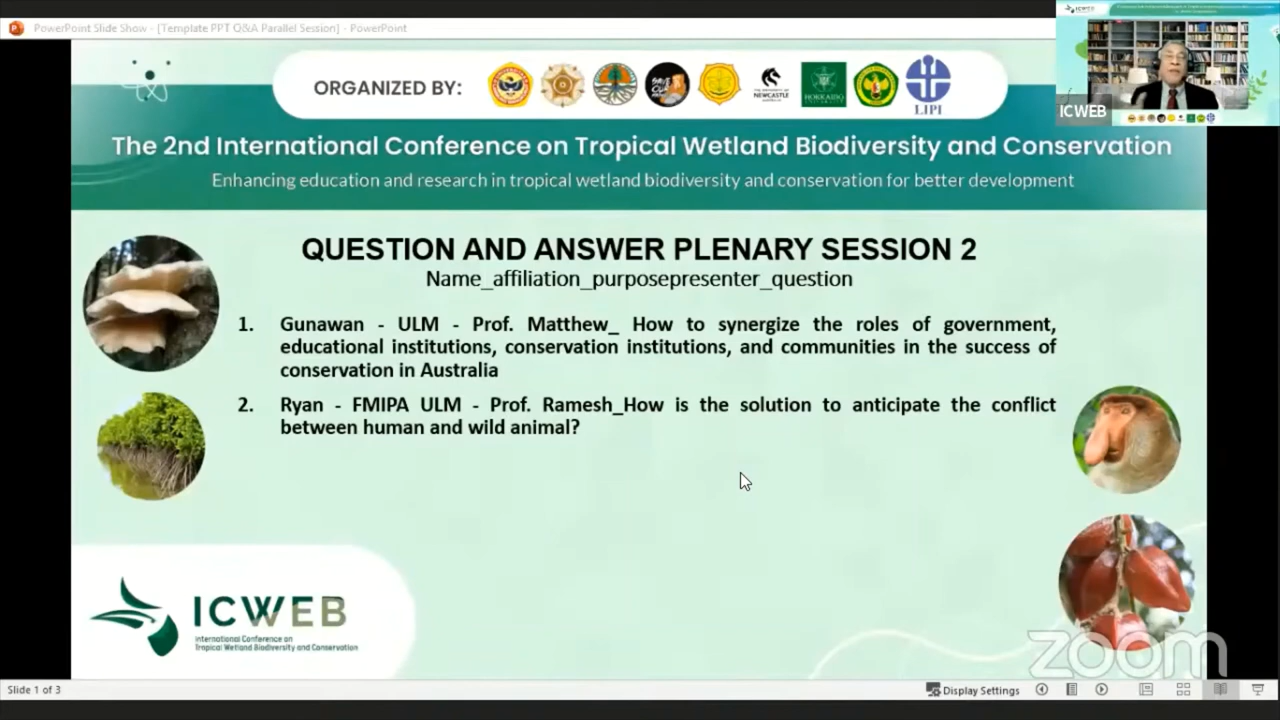 PowerPoint Slide Show - [Template PPT Q&A Parallel Session] - PowerPoint
ORGANIZED BY:
THE UNIVERSITY OF
NEWCASTLE
HOKKAIDO
LIPI
ICWEB
The 2nd International Conference on Tropical Wetland Biodiversity and Conservation
Enhancing education and research in tropical wetland biodiversity and conservation for better development
QUESTION AND ANSWER PLENARY SESSION 2
Name_affiliation_purposepresenter_question
1. Gunawan - ULM - Prof. Matthew_ How to synergize the roles of government,
educational institutions, conservation institutions, and communities in the success of
conservation in Australia
2. Ryan - FMIPA ULM - Prof. Ramesh_How is the solution to anticipate the conflict
between human and wild animal?
ICWEB
International Conference on
Tropical Wetland Biodiversity and Conservation
zoom
Slide 1 of 3
Display Settings